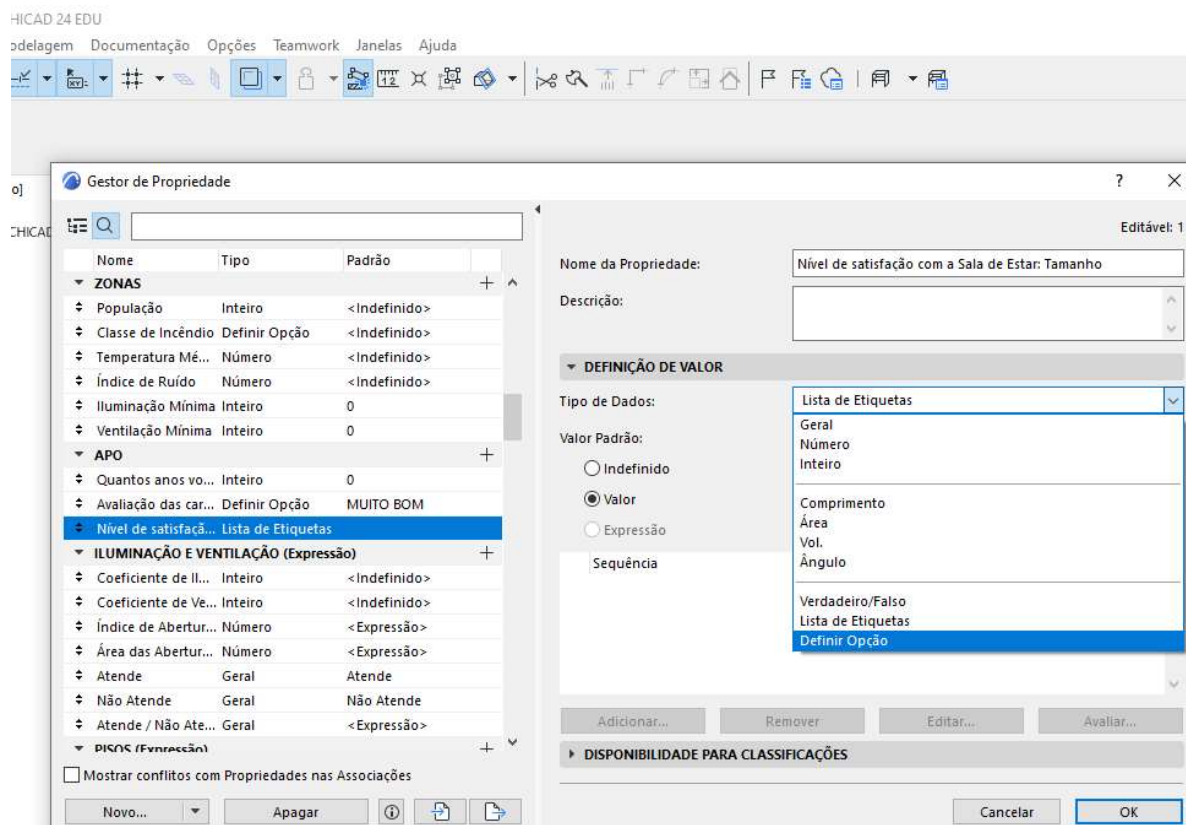 HICAD 24 EDU
odelagem Documentação Opções Teamwork Janelas Ajuda
o]
CHICAD
Gestor de Propriedade
?
Editável: 1
Nome Tipo Padrão
ZONAS
População Inteiro <Indefinido>
Classe de Incêndio Definir Opção <Indefinido>
Temperatura Mé... Número <Indefinido>
Índice de Ruído Número <Indefinido>
Iluminação Mínima Inteiro 0
Ventilação Mínima Inteiro 0
APO
Quantos anos vo... Inteiro 0
Avaliação das car... Definir Opção MUITO BOM
Nível de satisfaçã... Lista de Etiquetas
ILUMINAÇÃO E VENTILAÇÃO (Expressão)
Coeficiente de Il... Inteiro <Indefinido>
Coeficiente de Ve... Inteiro <Indefinido>
Índice de Abertur... Número <Expressão>
Área das Abertur... Número <Expressão>
Atende Geral Atende
Não Atende Geral Não Atende
Atende / Não Ate... Geral <Expressão>
PISOS (Expressão)
Mostrar conflitos com Propriedades nas Associações
Novo... Apagar
Nome da Propriedade: Nível de satisfação com a Sala de Estar: Tamanho
Descrição:
DEFINIÇÃO DE VALOR
Tipo de Dados: Lista de Etiquetas
Geral
Número
Inteiro
Comprimento
Área
Vol.
Ângulo
Verdadeiro/Falso
Lista de Etiquetas
Definir Opção
Valor Padrão:
Indefinido
Valor
Expressão
Sequência
Adicionar... Remover Editar... Avaliar...
DISPONIBILIDADE PARA CLASSIFICAÇÕES
Cancelar OK